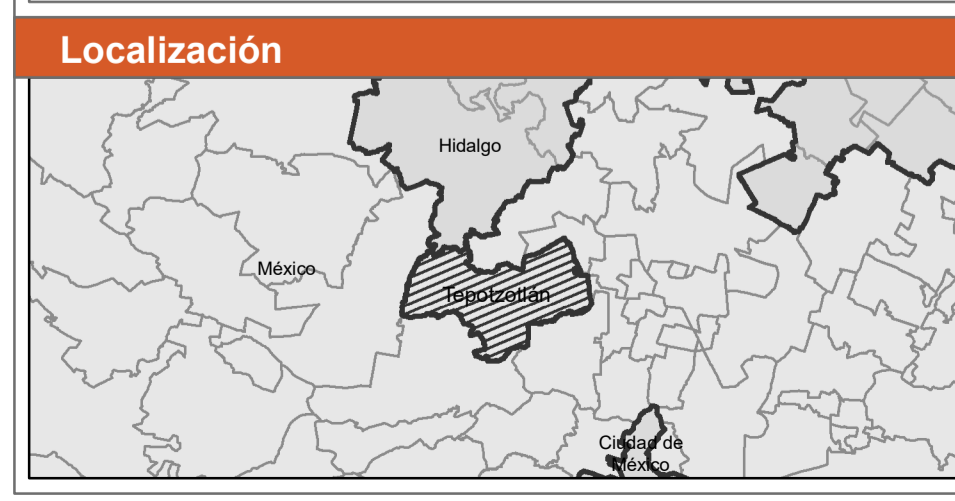 Localización
Hidalgo
México
Tepotzotlán
Ciudad de
México